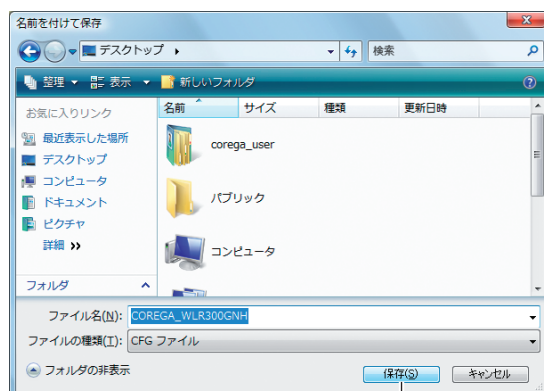 名前を付けて保存
デスクトップ
検索
整理 表示 新しいフォルダ
お気に入りリンク
最近表示した場所
デスクトップ
コンピュータ
ドキュメント
ピクチャ
詳細 >>
フォルダ
名前 サイズ 種類 更新日時
corega_user
パブリック
コンピュータ
ファイル名(N): COREGA_WLR300GNH
ファイルの種類(T): CFG ファイル
フォルダの非表示
保存(S) キャンセル